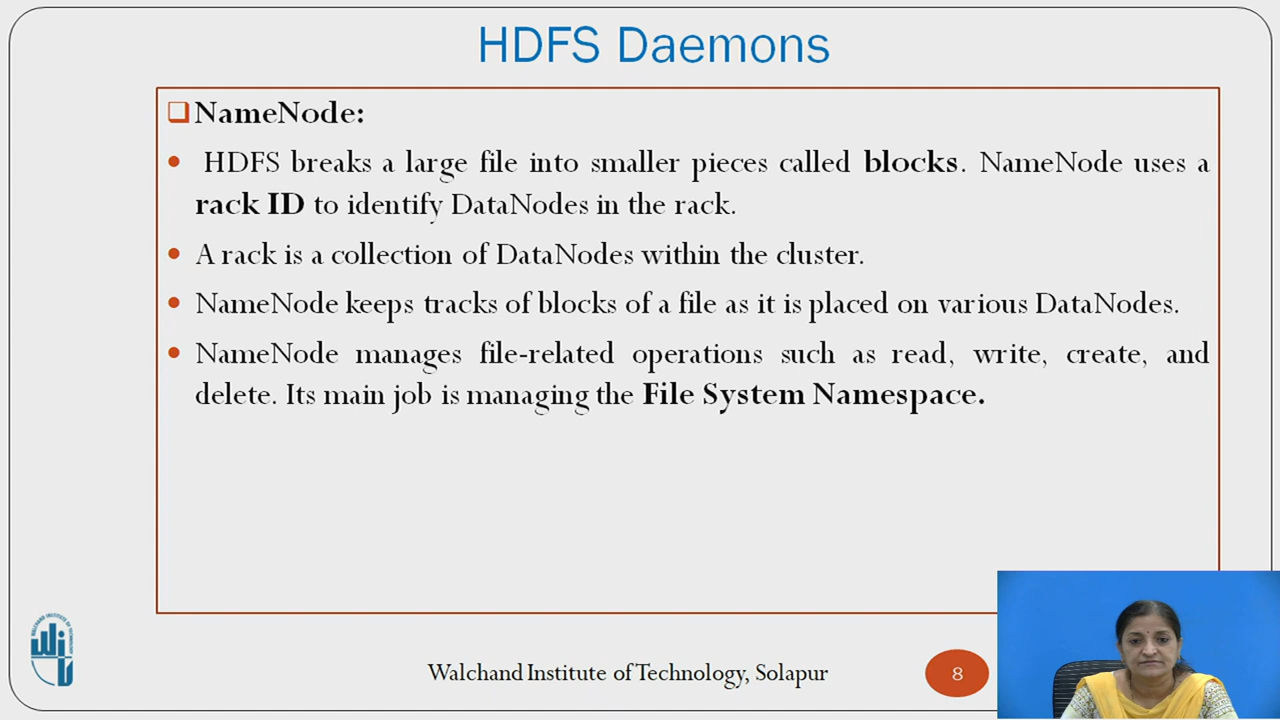 HDFS Daemons
NameNode:
HDFS breaks a large file into smaller pieces called blocks. NameNode uses a
rack ID to identify DataNodes in the rack.
A rack is a collection of DataNodes within the cluster.
NameNode keeps tracks of blocks of a file as it is placed on various DataNodes.
NameNode manages file-related operations such as read, write, create, and
delete. Its main job is managing the File System Namespace.
Walchand Institute of Technology, Solapur
8